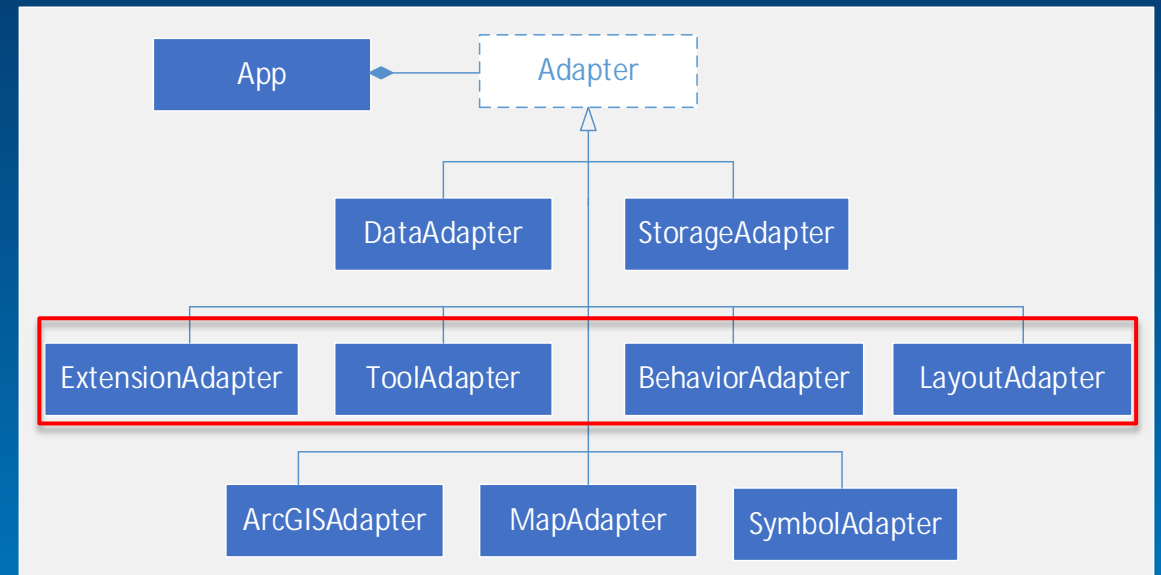 App
Adapter
DataAdapter
StorageAdapter
ExtensionAdapter
ToolAdapter
BehaviorAdapter
LayoutAdapter
ArcGISAdapter
MapAdapter
SymbolAdapter